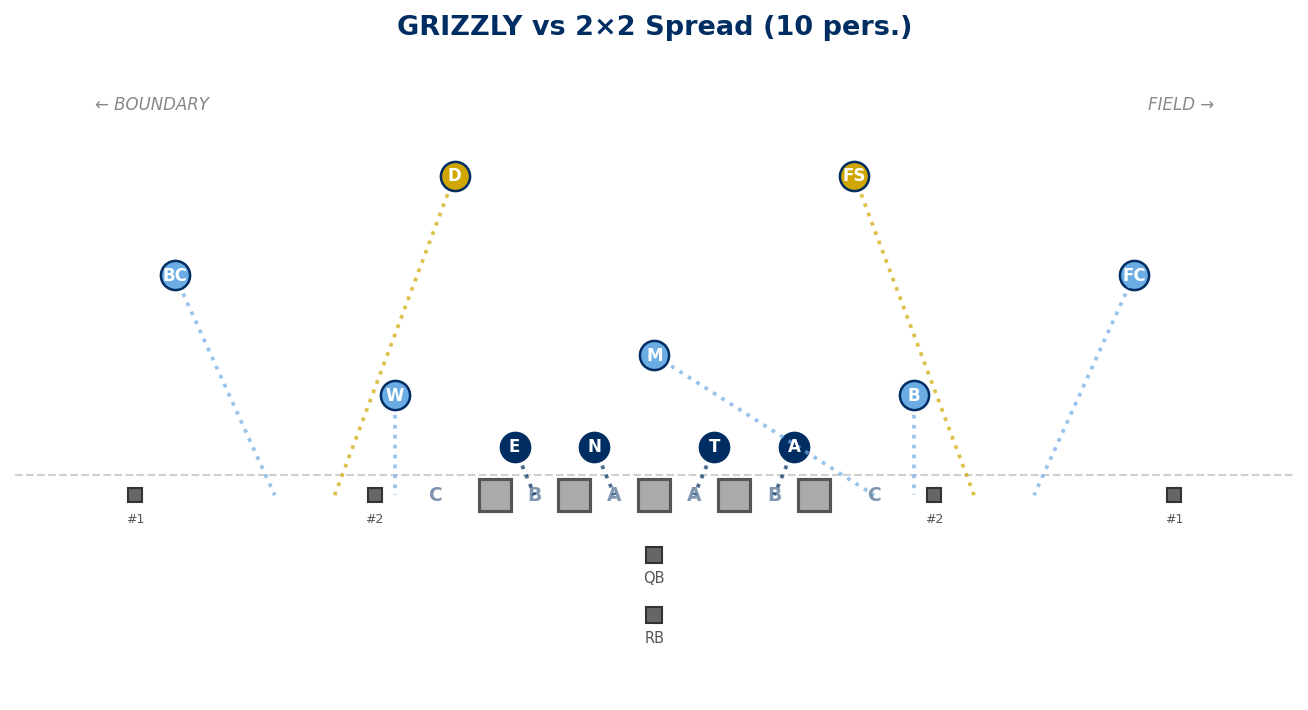 GRIZZLY vs 2×2 Spread (10 pers.)
← BOUNDARY
FIELD →
D
FS
BC
FC
M
W
B
E
N
T
A
C
B
A
A
B
C
#1
#2
#2
#1
QB
RB